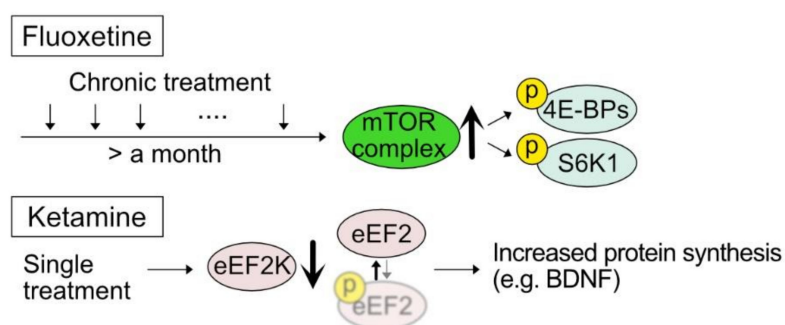 Fluoxetine
Chronic treatment
....
> a month
mTOR
complex
p
4E-BPs
p
S6K1
Ketamine
Single
treatment
eEF2K
eEF2
p
eEF2
Increased protein synthesis
(e.g. BDNF)